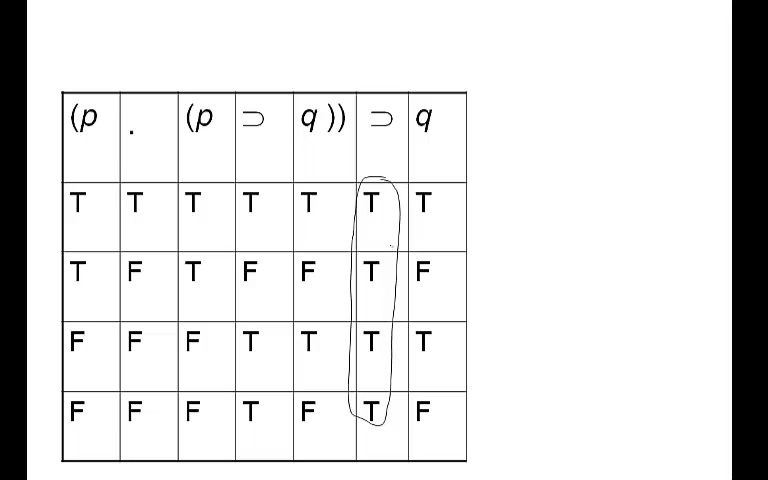 (p . (p ⊃ q )) ⊃ q
T T T T T T T
T F T F F T F
F F F T T T T
F F F T F T F